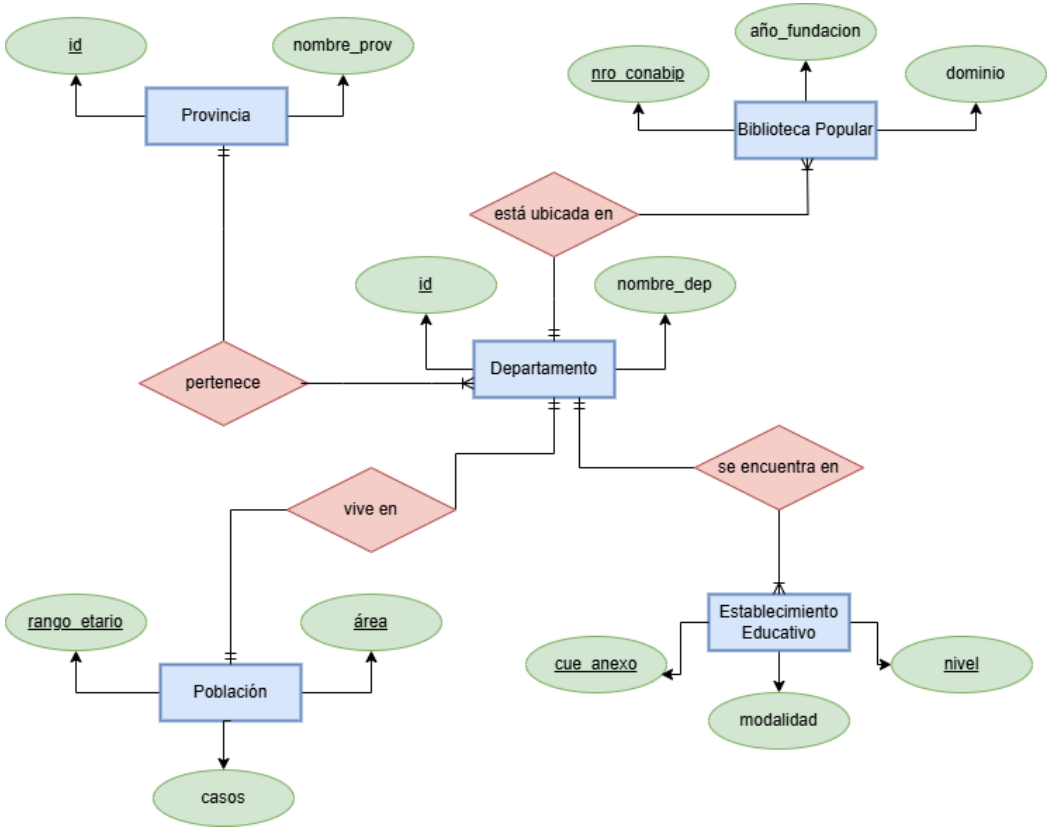 id
nombre_prov
Provincia
año_fundacion
nro_conabip
dominio
Biblioteca Popular
está ubicada en
id
nombre_dep
Departamento
pertenece
se encuentra en
vive en
rango_etario
área
Población
casos
Establecimiento
Educativo
cue_anexo
nivel
modalidad